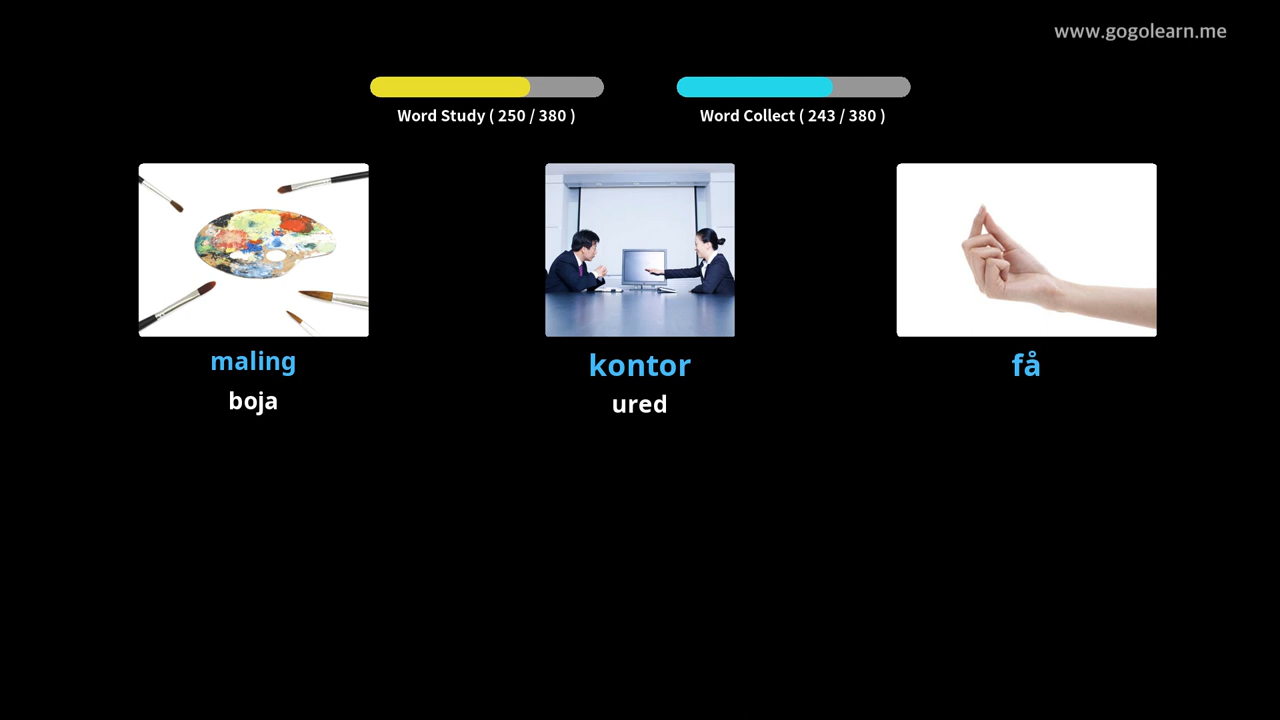 www.gogolearn.me
Word Study ( 250 / 380 )
Word Collect ( 243 / 380 )
maling
boja
kontor
ured
få